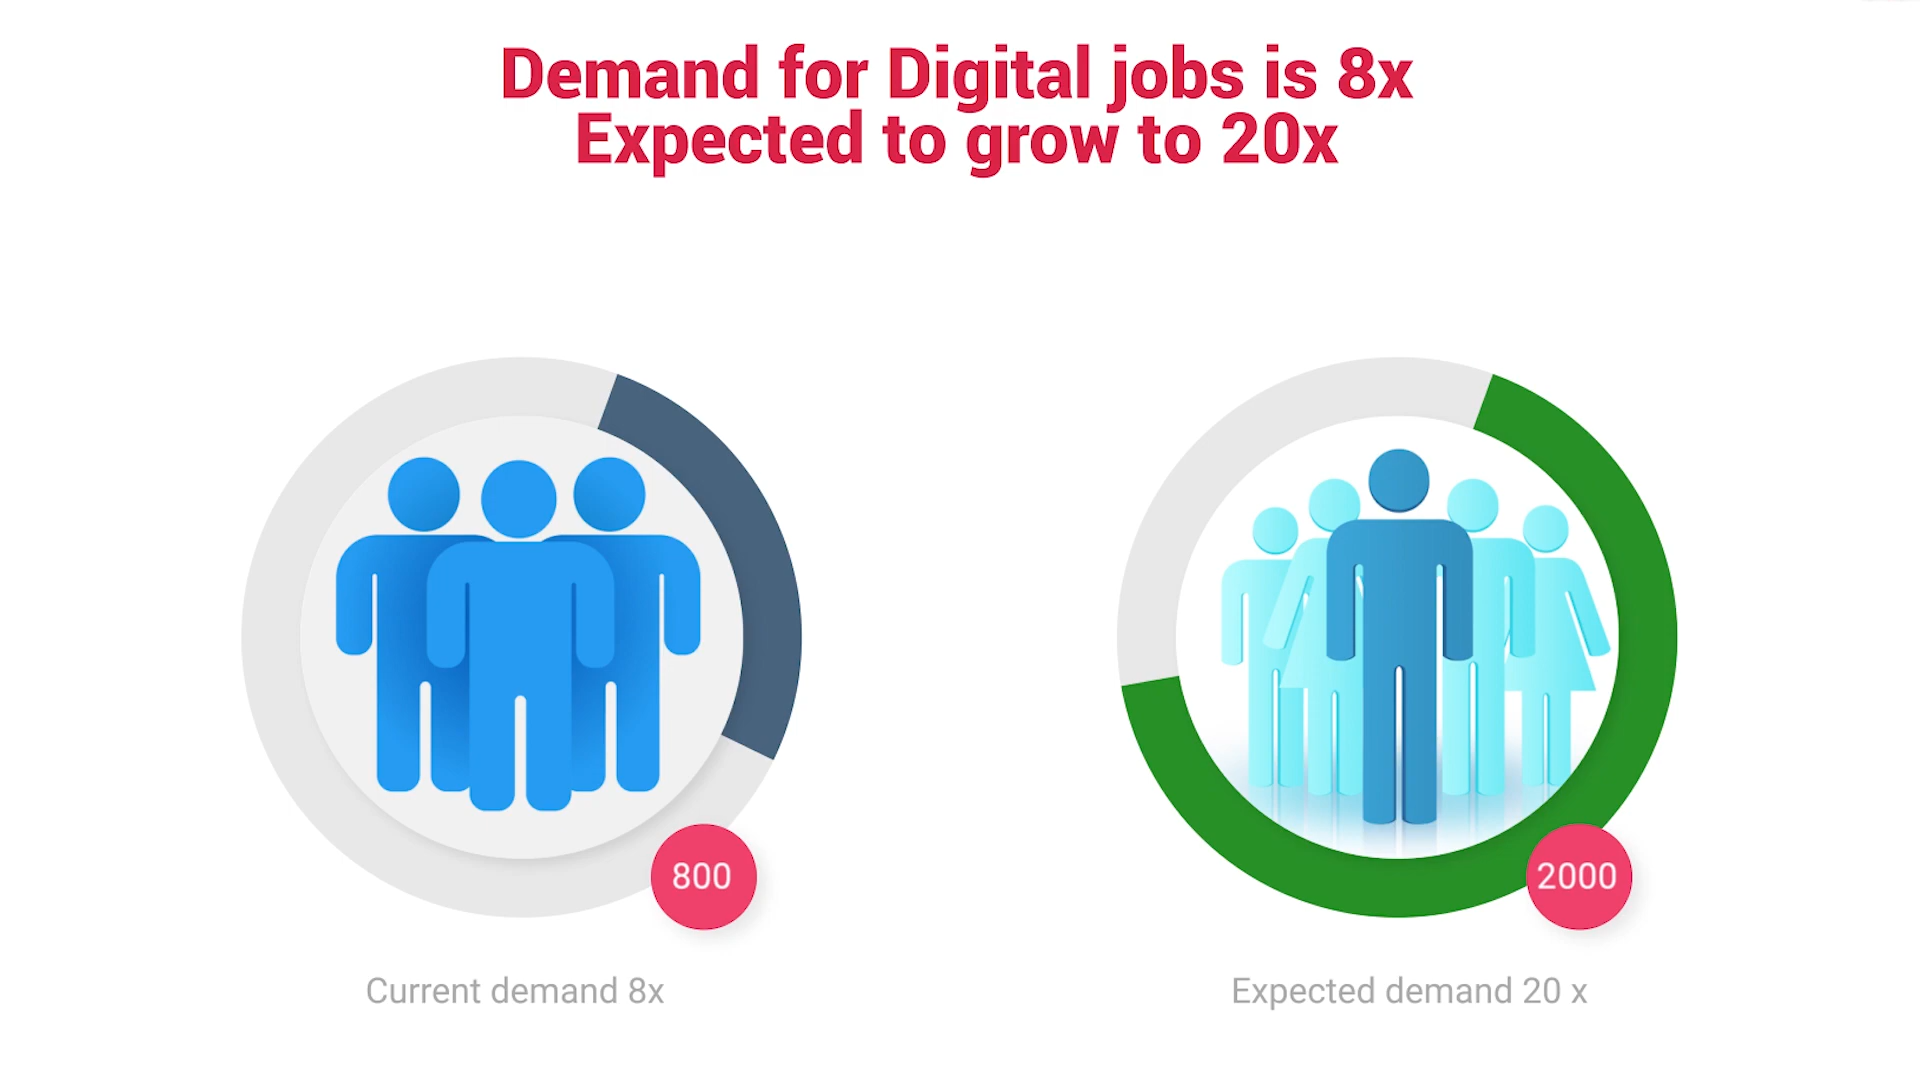 Demand for Digital jobs is 8x
Expected to grow to 20x
800
2000
Current demand 8x
Expected demand 20 x